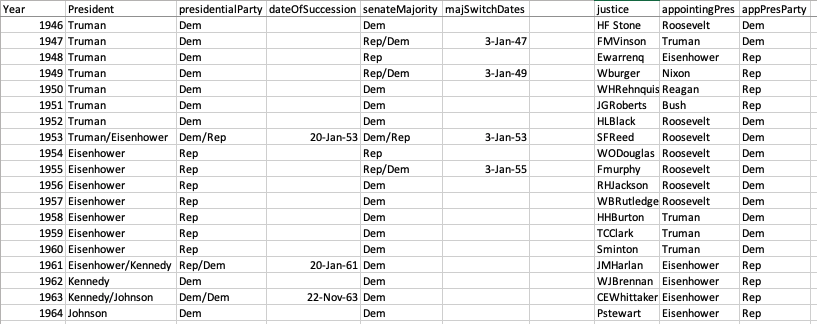 Year President presidentialParty dateOfSuccession senateMajority majSwitchDates justice appointingPres appPresParty
1946 Truman Dem Dem HF Stone Roosevelt Dem
1947 Truman Dem Rep/Dem 3-Jan-47 FMVinson Truman Dem
1948 Truman Dem Rep Ewarrenq Eisenhower Rep
1949 Truman Dem Rep/Dem 3-Jan-49 Wburger Nixon Rep
1950 Truman Dem Dem WHRehnquis Reagan Rep
1951 Truman Dem Dem JGRoberts Bush Rep
1952 Truman Dem Dem HLBlack Roosevelt Dem
1953 Truman/Eisenhower Dem/Rep 20-Jan-53 Dem/Rep 3-Jan-53 SFReed Roosevelt Dem
1954 Eisenhower Rep Rep WODouglas Roosevelt Dem
1955 Eisenhower Rep Rep/Dem 3-Jan-55 Fmurphy Roosevelt Dem
1956 Eisenhower Rep Dem RHJackson Roosevelt Dem
1957 Eisenhower Rep Dem WBRutledge Roosevelt Dem
1958 Eisenhower Rep Dem HHBurton Truman Dem
1959 Eisenhower Rep Dem TCClark Truman Dem
1960 Eisenhower Rep Dem Sminton Truman Dem
1961 Eisenhower/Kennedy Rep/Dem 20-Jan-61 Dem JMHarlan Eisenhower Rep
1962 Kennedy Dem Dem WJBrennan Eisenhower Rep
1963 Kennedy/Johnson Dem/Dem 22-Nov-63 Dem CEWhittaker Eisenhower Rep
1964 Johnson Dem Dem Pstewart Eisenhower Rep